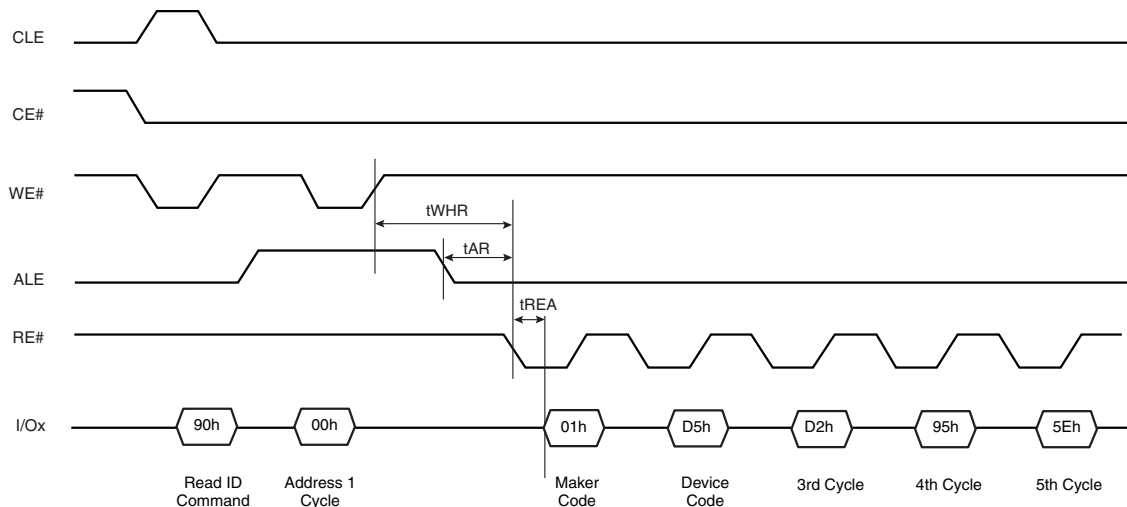 CLE
CE#
WE#
tWHR
tAR
ALE
tREA
RE#
I/Ox
90h
00h
01h
D5h
D2h
95h
5Eh
Read ID
Command
Address 1
Cycle
Maker
Code
Device
Code
3rd Cycle
4th Cycle
5th Cycle